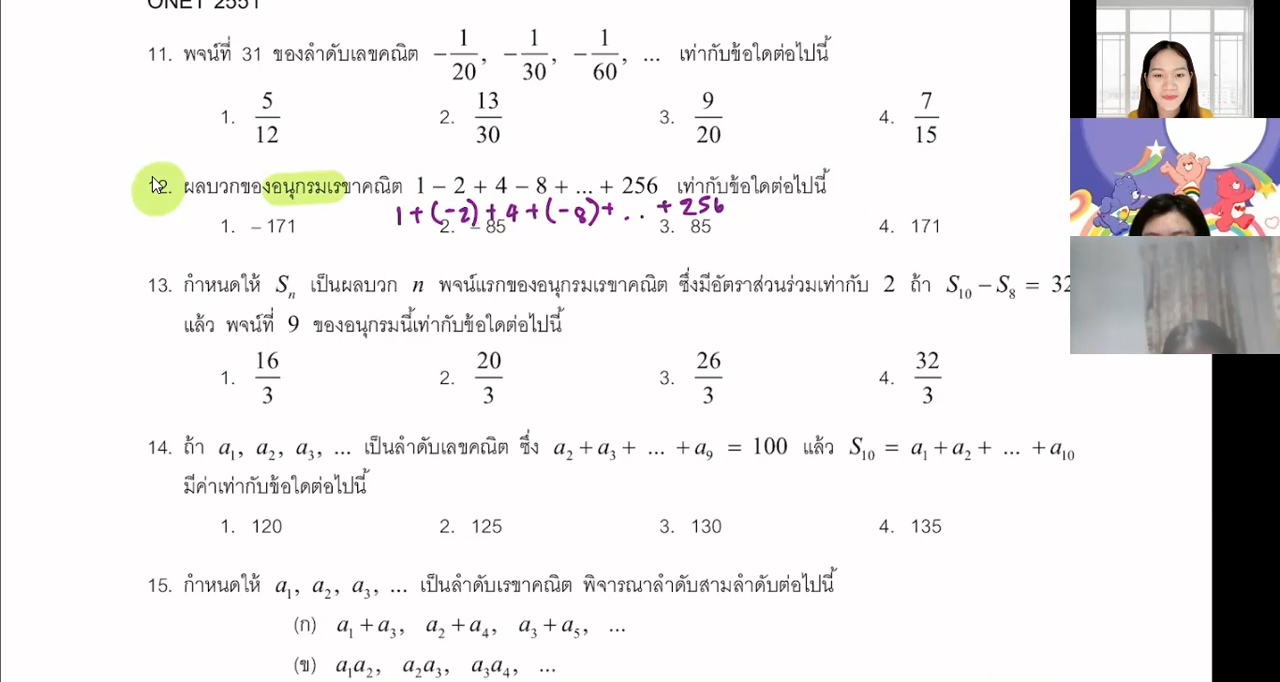 ONET 2551
11. พจน์ที่ 31 ของลำดับเลขคณิต −1/20, −1/30, −1/60, ... เท่ากับข้อใดต่อไปนี้
1. 5/12 2. 13/30 3. 9/20 4. 7/15
12. ผลบวกของอนุกรมเรขาคณิต 1 − 2 + 4 − 8 + ... + 256 เท่ากับข้อใดต่อไปนี้
1 + (-2) + 4 + (-8) + ... + 256
1. − 171 2. − 85 3. 85 4. 171
13. กำหนดให้ Sₙ เป็นผลบวก n พจน์แรกของอนุกรมเรขาคณิต ซึ่งมีอัตราส่วนร่วมเท่ากับ 2 ถ้า S₁₀ − S₈ = 32
แล้ว พจน์ที่ 9 ของอนุกรมนี้เท่ากับข้อใดต่อไปนี้
1. 16/3 2. 20/3 3. 26/3 4. 32/3
14. ถ้า a₁, a₂, a₃, ... เป็นลำดับเลขคณิต ซึ่ง a₂ + a₃ + ... + a₉ = 100 แล้ว S₁₀ = a₁ + a₂ + ... + a₁₀
มีค่าเท่ากับข้อใดต่อไปนี้
1. 120 2. 125 3. 130 4. 135
15. กำหนดให้ a₁, a₂, a₃, ... เป็นลำดับเรขาคณิต พิจารณาลำดับสามลำดับต่อไปนี้
(ก) a₁ + a₃, a₂ + a₄, a₃ + a₅, ...
(ข) a₁a₂, a₂a₃, a₃a₄, ...